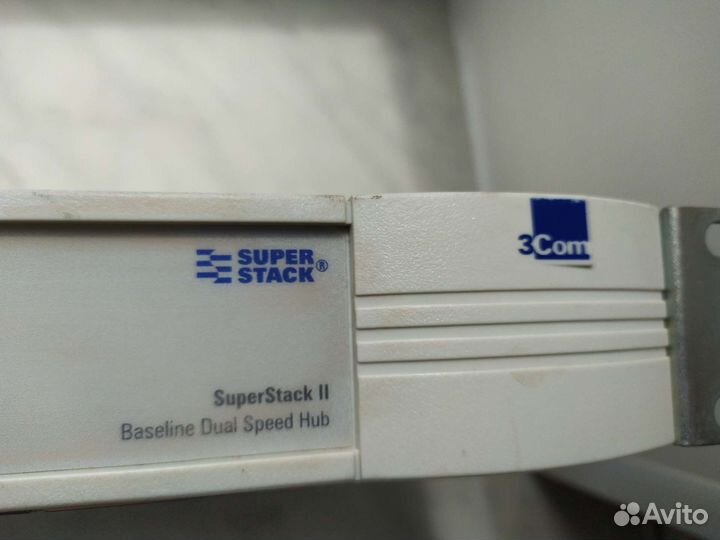 SUPER
STACK®
3Com
SuperStack II
Baseline Dual Speed Hub
Avito